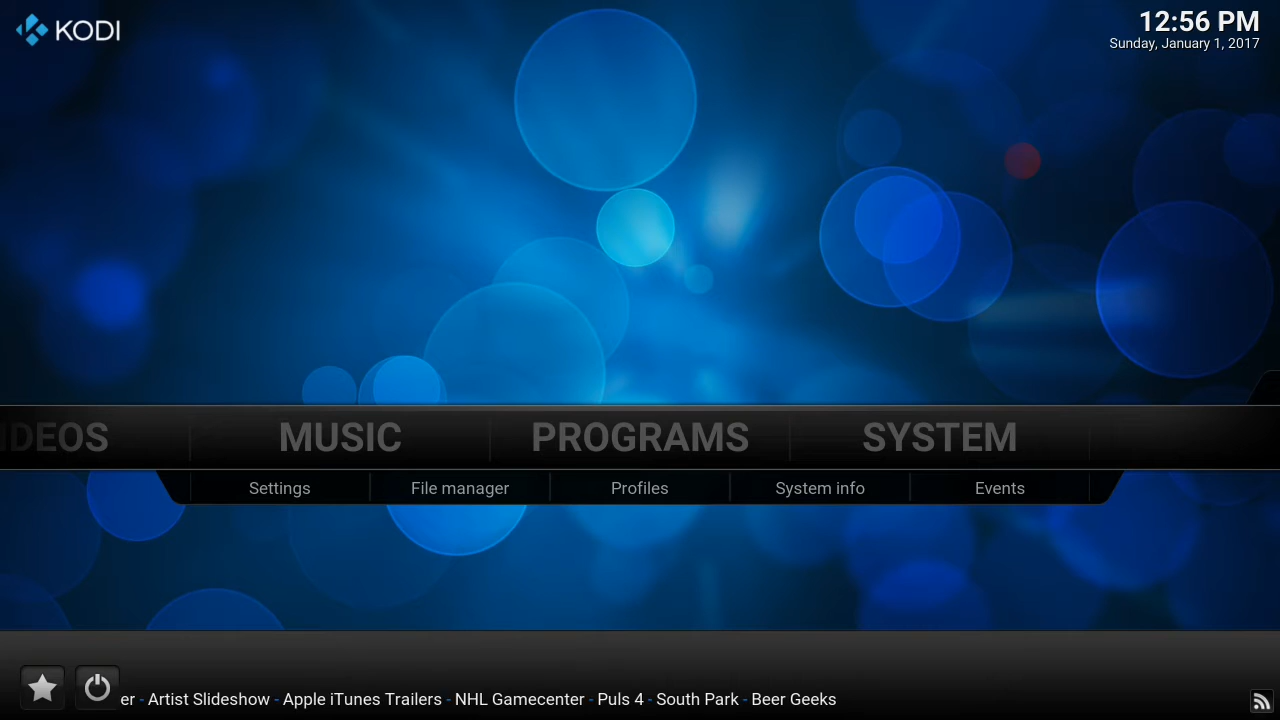 KODI
12:56 PM
Sunday, January 1, 2017
IDEOS MUSIC PROGRAMS SYSTEM
Settings File manager Profiles System info Events
er - Artist Slideshow - Apple iTunes Trailers - NHL Gamecenter - Puls 4 - South Park - Beer Geeks